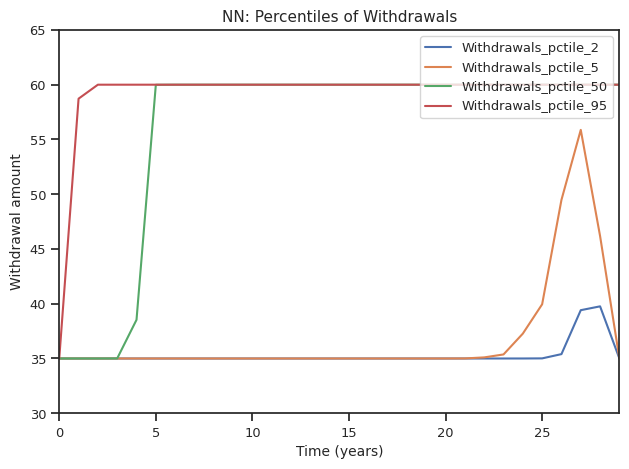 NN: Percentiles of Withdrawals
65
60
55
50
45
40
35
30
Withdrawal amount
Withdrawals_pctile_2
Withdrawals_pctile_5
Withdrawals_pctile_50
Withdrawals_pctile_95
0 5 10 15 20 25
Time (years)